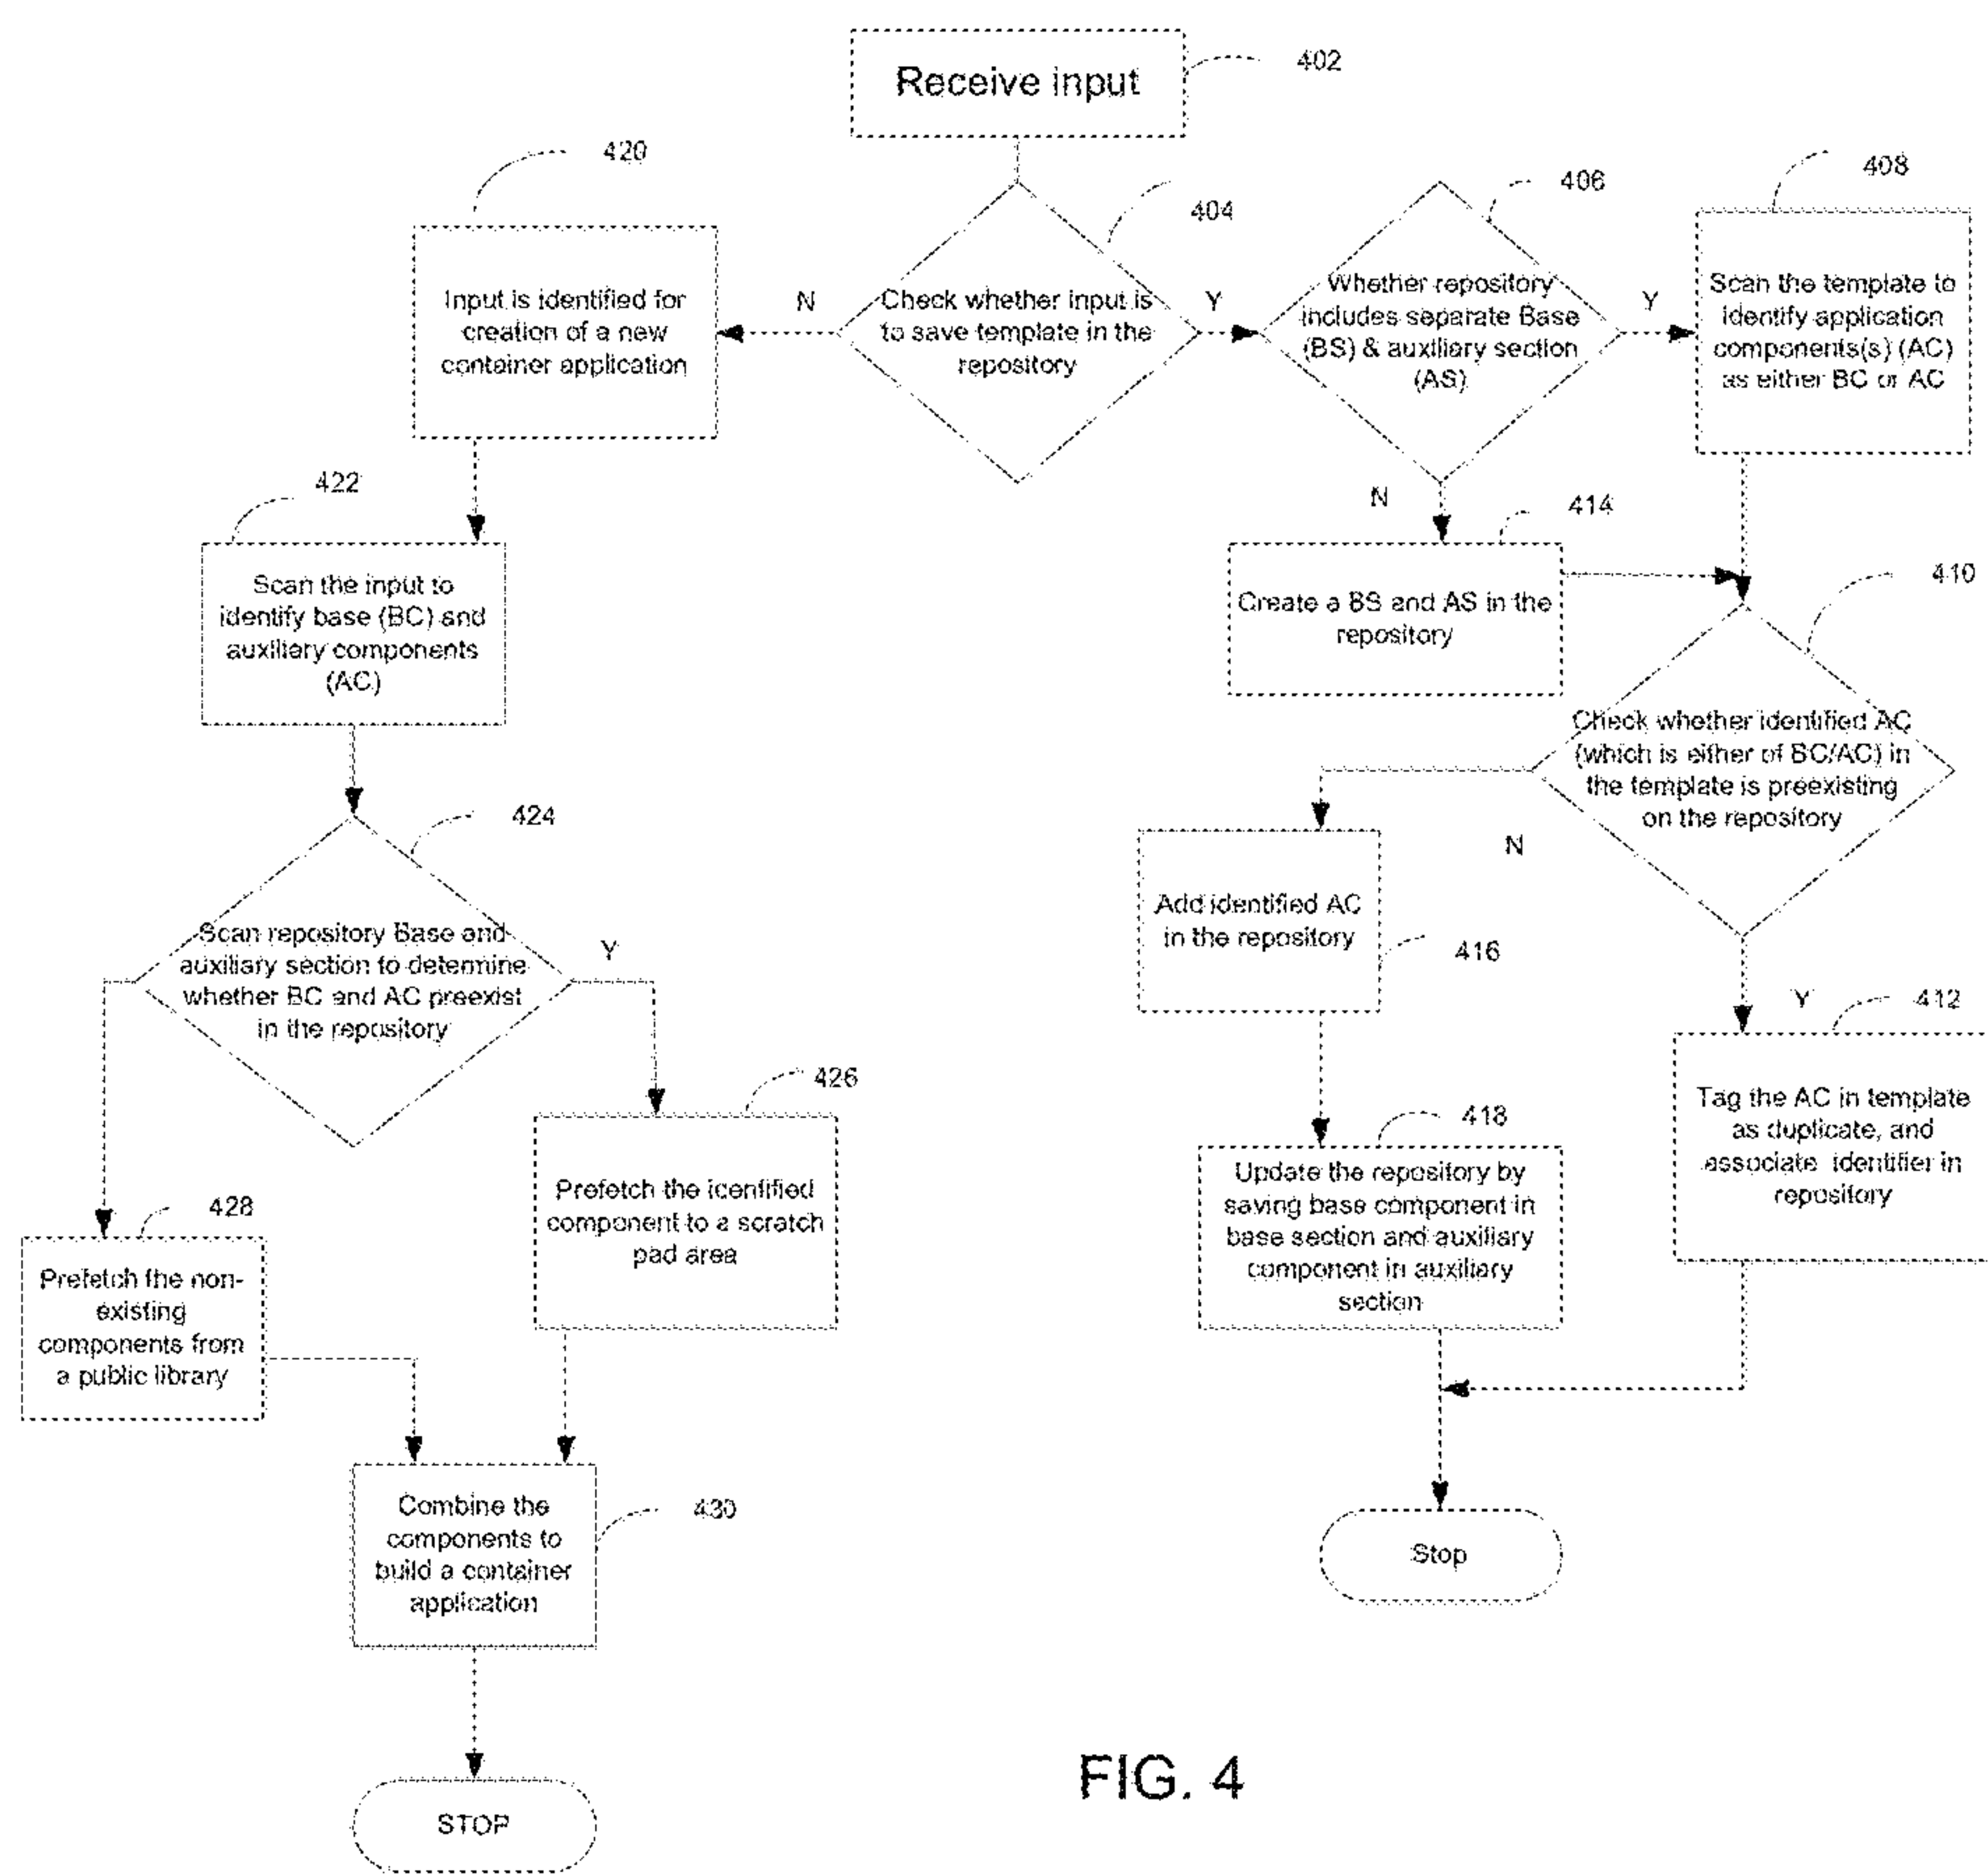 Receive input
402
420
404
406
408
Input is identified for
creation of a new
container application
N
Check whether input is
to save template in the
repository
Y
Whether repository
includes separate Base
(BS) & auxiliary section
(AS)
Y
Scan the template to
identify application
components(s) (AC)
as either BC or AC
422
N
414
Scan the input to
identify base (BC) and
auxiliary components
(AC)
Create a BS and AS in the
repository
410
424
Check whether identified AC
(which is either of BC/AC) in
the template is preexisting
on the repository
N
Scan repository Base and
auxiliary section to determine
whether BC and AC preexist
in the repository
Y
Add identified AC
in the repository
416
Y
412
426
Prefetch the identified
component to a scratch
pad area
418
Update the repository by
saving base component in
base section and auxiliary
component in auxiliary
section
Tag the AC in template
as duplicate, and
associate identifier in
repository
428
Prefetch the non-
existing
components from
a public library
Combine the
components to
build a container
application
430
Stop
STOP
FIG. 4